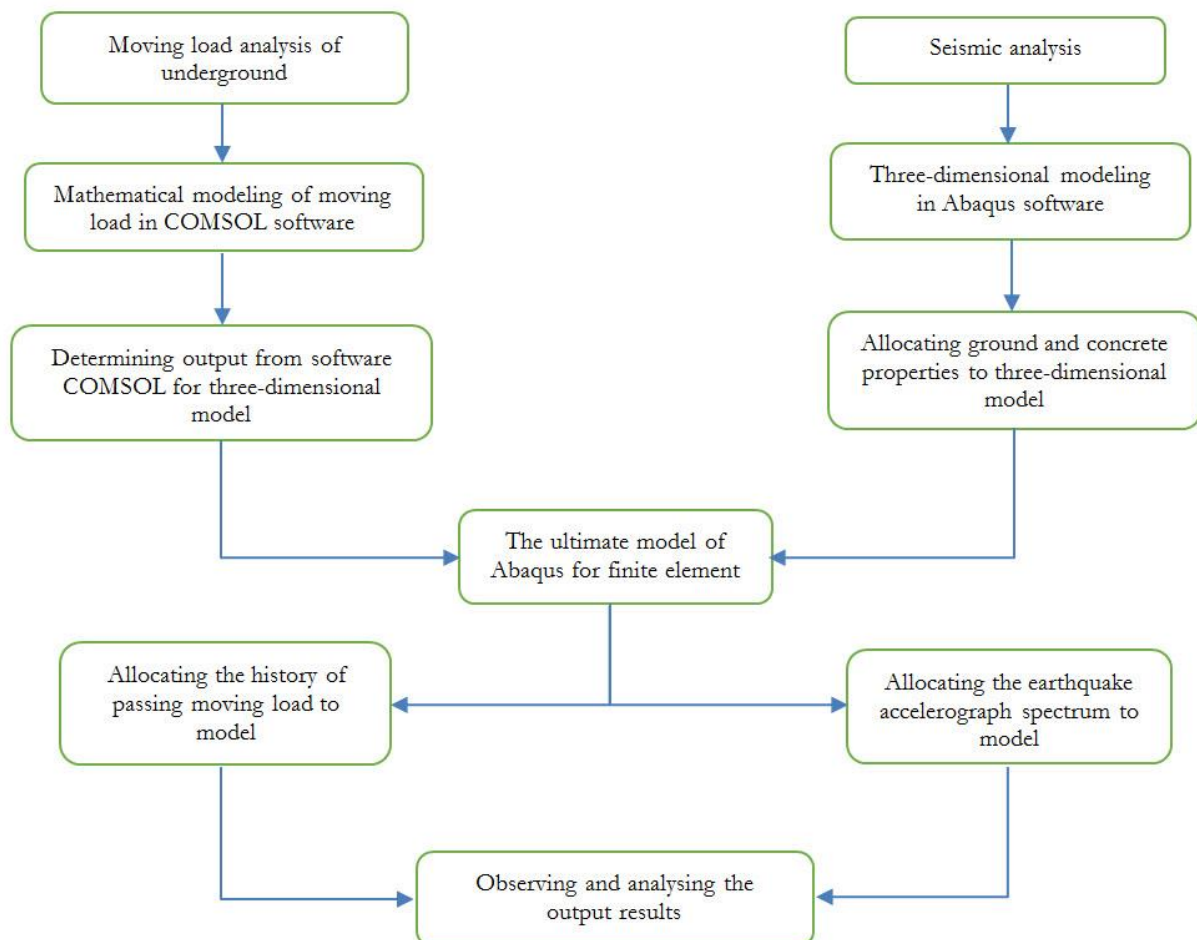 Moving load analysis of
underground
Seismic analysis
Mathematical modeling of moving
load in COMSOL software
Three-dimensional modeling
in Abaqus software
Determining output from software
COMSOL for three-dimensional
model
Allocating ground and concrete
properties to three-dimensional
model
The ultimate model of
Abaqus for finite element
Allocating the history of
passing moving load to
model
Allocating the earthquake
accelerograph spectrum to
model
Observing and analysing the
output results